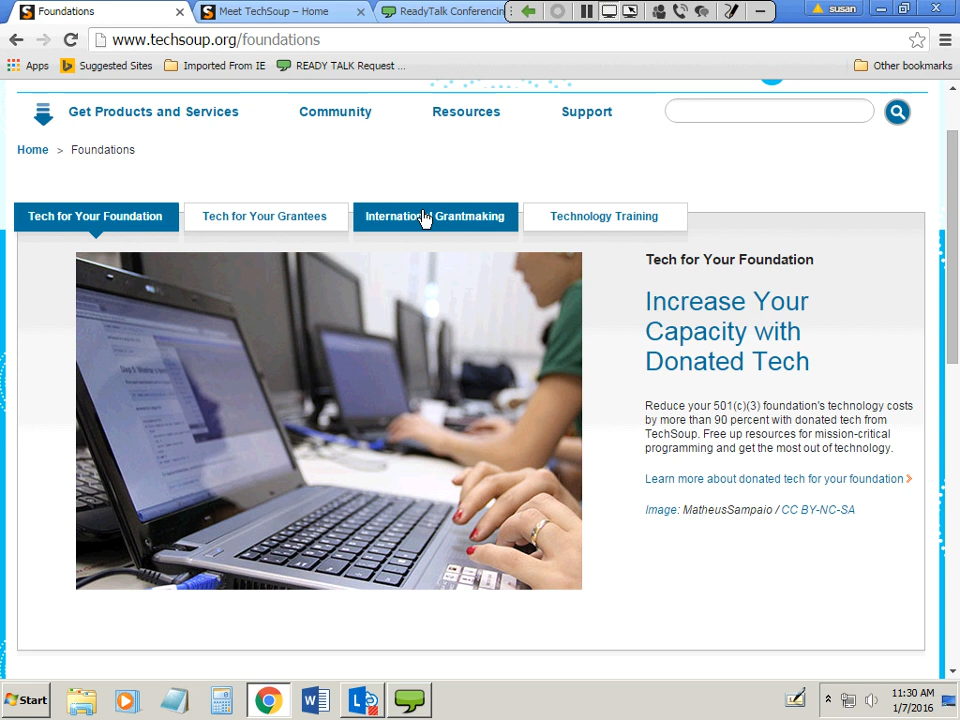 Foundations
Meet TechSoup – Home
ReadyTalk Conferencin
susan
www.techsoup.org/foundations
Apps
Suggested Sites
Imported From IE
READY TALK Request ...
Other bookmarks
Get Products and Services
Community
Resources
Support
Home > Foundations
Tech for Your Foundation
Tech for Your Grantees
International Grantmaking
Technology Training
Tech for Your Foundation
Increase Your
Capacity with
Donated Tech
Reduce your 501(c)(3) foundation's technology costs
by more than 90 percent with donated tech from
TechSoup. Free up resources for mission-critical
programming and get the most out of technology.
Learn more about donated tech for your foundation
Image: MatheusSampaio / CC BY-NC-SA
Start
11:30 AM
1/7/2016